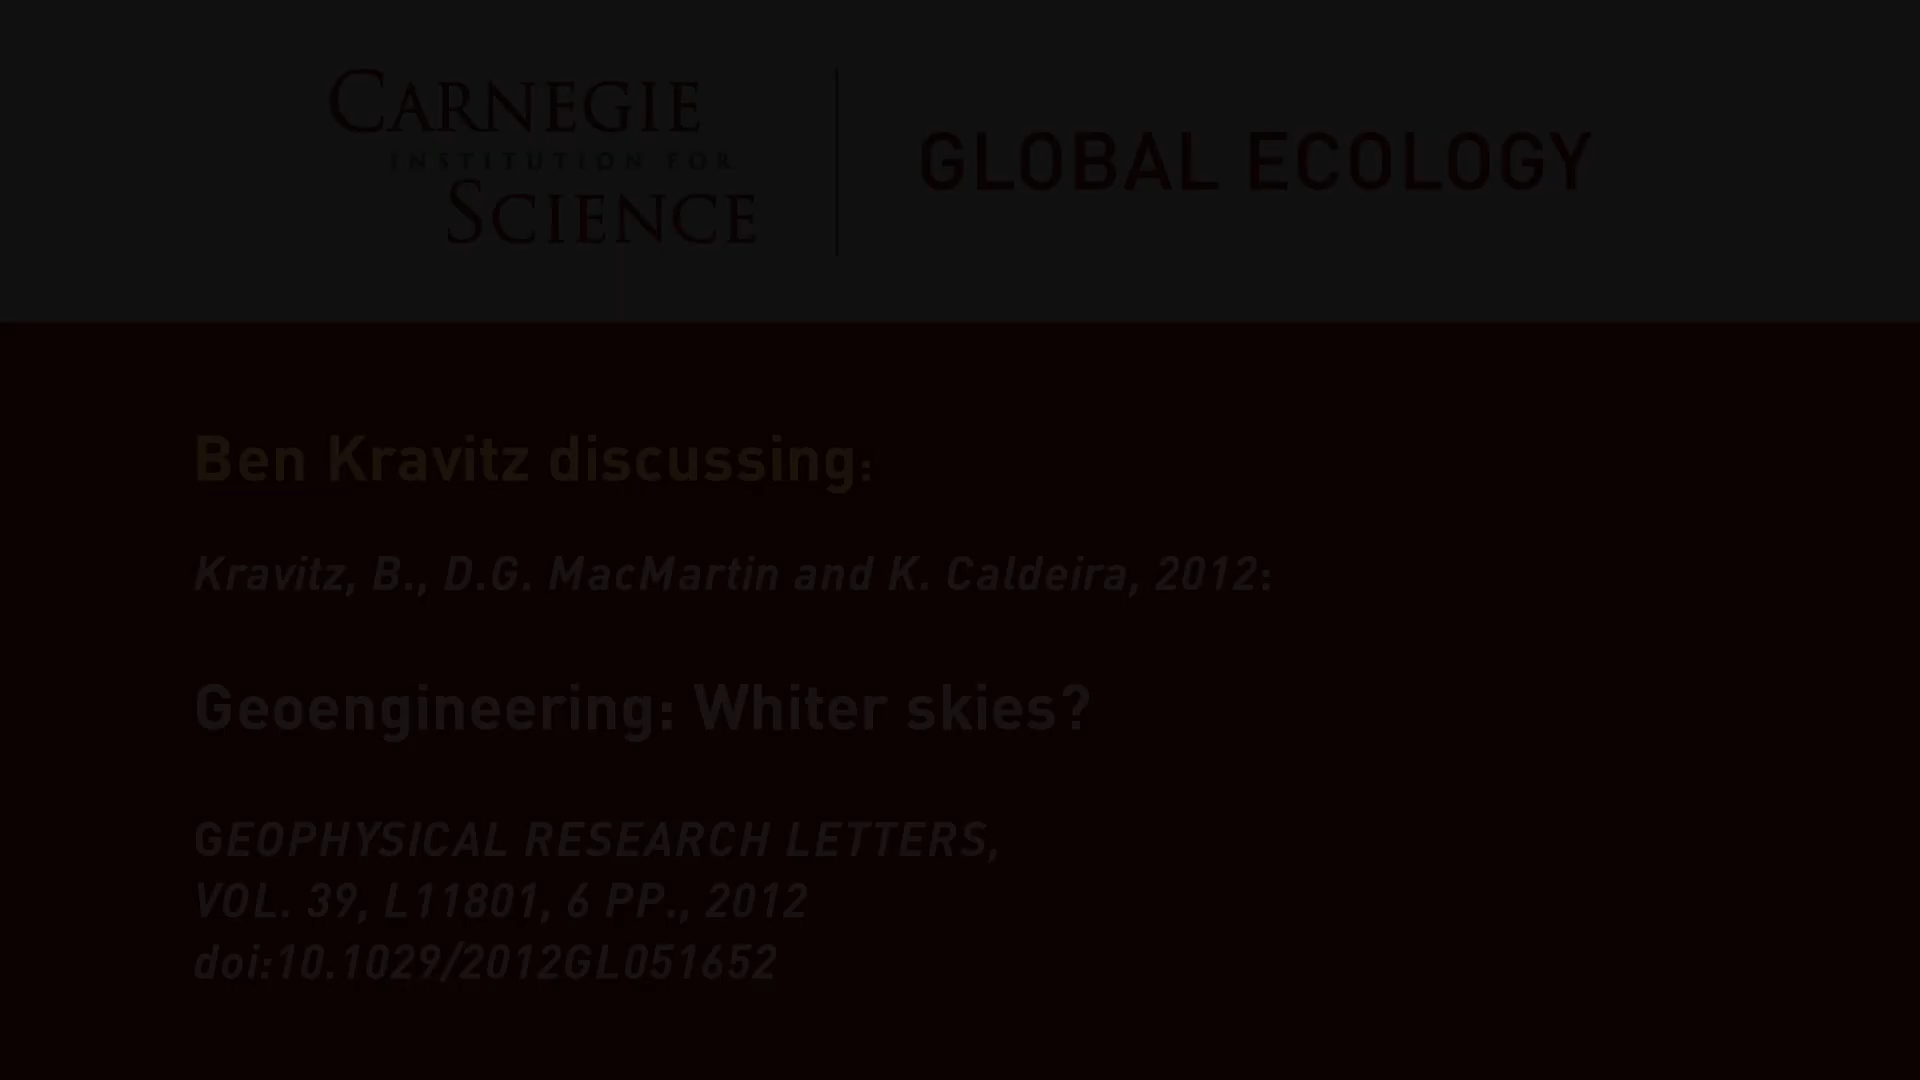 CARNEGIE
INSTITUTION FOR
SCIENCE
GLOBAL ECOLOGY
Ben Kravitz discussing:
Kravitz, B., D.G. MacMartin and K. Caldeira, 2012:
Geoengineering: Whiter skies?
GEOPHYSICAL RESEARCH LETTERS,
VOL. 39, L11801, 6 PP., 2012
doi:10.1029/2012GL051652